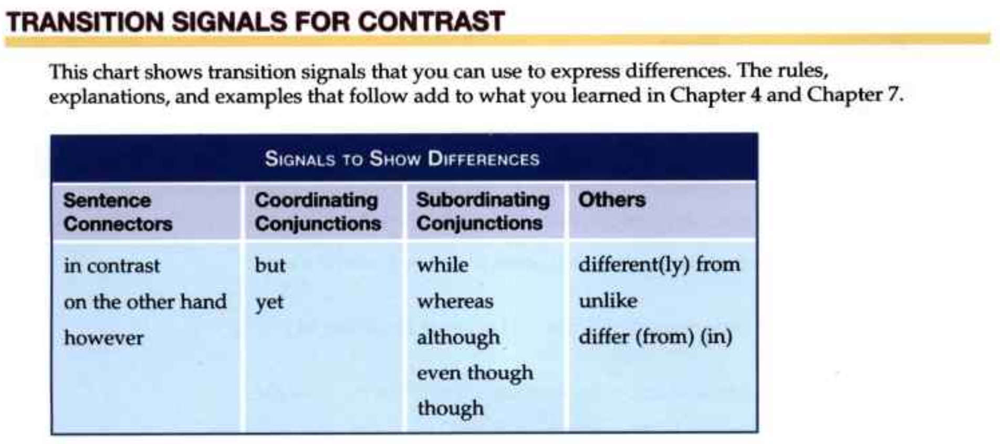 TRANSITION SIGNALS FOR CONTRAST
This chart shows transition signals that you can use to express differences. The rules,
explanations, and examples that follow add to what you learned in Chapter 4 and Chapter 7.
SIGNALS TO SHOW DIFFERENCES
Sentence Connectors
Coordinating Conjunctions
Subordinating Conjunctions
Others
in contrast
but
while
different(ly) from
on the other hand
yet
whereas
unlike
however
although
differ (from) (in)
even though
though